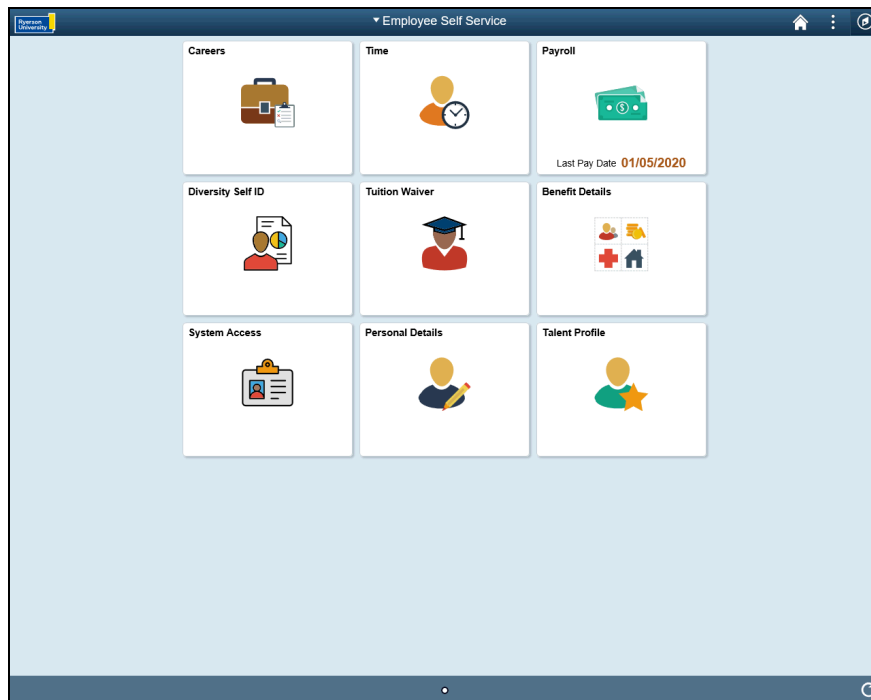 Ryerson
University
Employee Self Service
Careers
Time
Payroll
Last Pay Date 01/05/2020
Diversity Self ID
Tuition Waiver
Benefit Details
System Access
Personal Details
Talent Profile